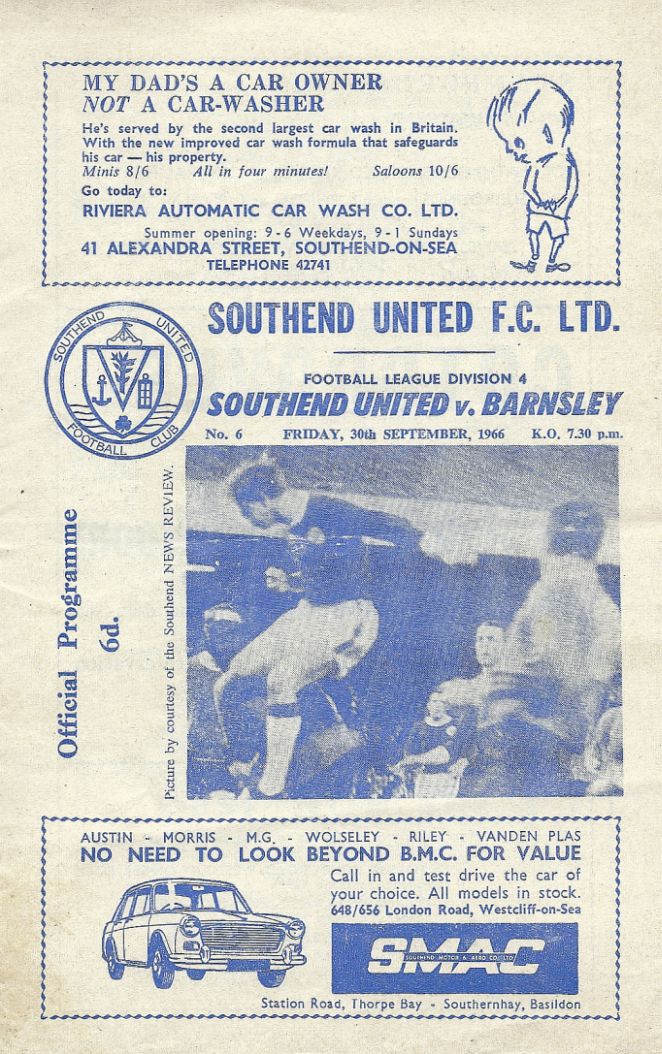 MY DAD'S A CAR OWNER
NOT A CAR-WASHER
He's served by the second largest car wash in Britain.
With the new improved car wash formula that safeguards
his car — his property.
Minis 8/6 All in four minutes! Saloons 10/6
Go today to:
RIVIERA AUTOMATIC CAR WASH CO. LTD.
Summer opening: 9-6 Weekdays, 9-1 Sundays
41 ALEXANDRA STREET, SOUTHEND-ON-SEA
TELEPHONE 42741
SOUTHEND UNITED
FOOTBALL CLUB
SOUTHEND UNITED F.C. LTD.
FOOTBALL LEAGUE DIVISION 4
SOUTHEND UNITED v. BARNSLEY
No. 6 FRIDAY, 30th SEPTEMBER, 1966 K.O. 7.30 p.m.
Official Programme
6d.
Picture by courtesy of the Southend NEWS REVIEW.
AUSTIN - MORRIS - M.G. - WOLSELEY - RILEY - VANDEN PLAS
NO NEED TO LOOK BEYOND B.M.C. FOR VALUE
Call in and test drive the car of
your choice. All models in stock.
648/656 London Road, Westcliff-on-Sea
SMAC
SOUTHEND MOTOR & AERO CO. LTD
Station Road, Thorpe Bay - Southernhay, Basildon